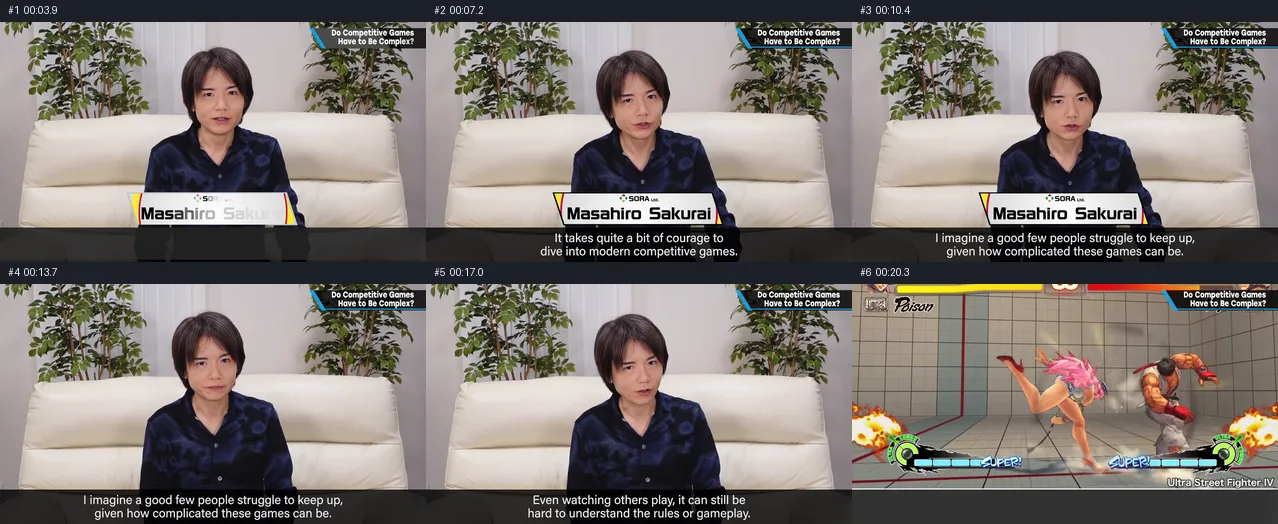 #1 00:03.9
Do Competitive Games
Have to Be Complex?
SORA
Masahiro Sakurai
#2 00:07.2
Do Competitive Games
Have to Be Complex?
SORA Ltd.
Masahiro Sakurai
It takes quite a bit of courage to
dive into modern competitive games.
#3 00:10.4
Do Competitive Games
Have to Be Complex?
SORA Ltd.
Masahiro Sakurai
I imagine a good few people struggle to keep up,
given how complicated these games can be.
#4 00:13.7
Do Competitive Games
Have to Be Complex?
I imagine a good few people struggle to keep up,
given how complicated these games can be.
#5 00:17.0
Do Competitive Games
Have to Be Complex?
Even watching others play, it can still be
hard to understand the rules or gameplay.
#6 00:20.3
Do Competitive Games
Have to Be Complex?
Poison
SUPER!
SUPER!
Ultra Street Fighter IV